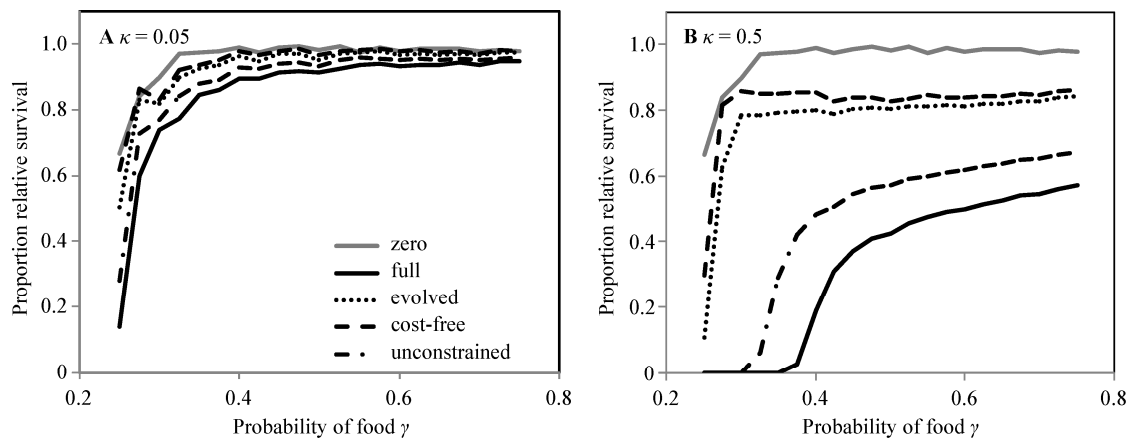 A κ = 0.05
1.0
0.8
0.6
0.4
0.2
0
Proportion relative survival
zero
full
evolved
cost-free
unconstrained
0.2
0.4
0.6
0.8
Probability of food γ
B κ = 0.5
1.0
0.8
0.6
0.4
0.2
0
Proportion relative survival
0.2
0.4
0.6
0.8
Probability of food γ